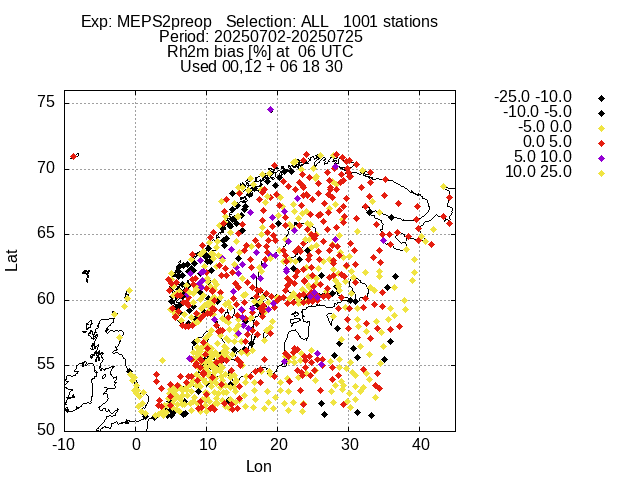 Exp: MEPS2preop   Selection: ALL   1001 stations
Period: 20250702-20250725
Rh2m bias [%] at  06 UTC
Used 00,12 + 06 18 30
-25.0 -10.0
-10.0 -5.0
-5.0 0.0
0.0 5.0
5.0 10.0
10.0 25.0
75
70
65
60
55
50
Lat
-10 0 10 20 30 40
Lon